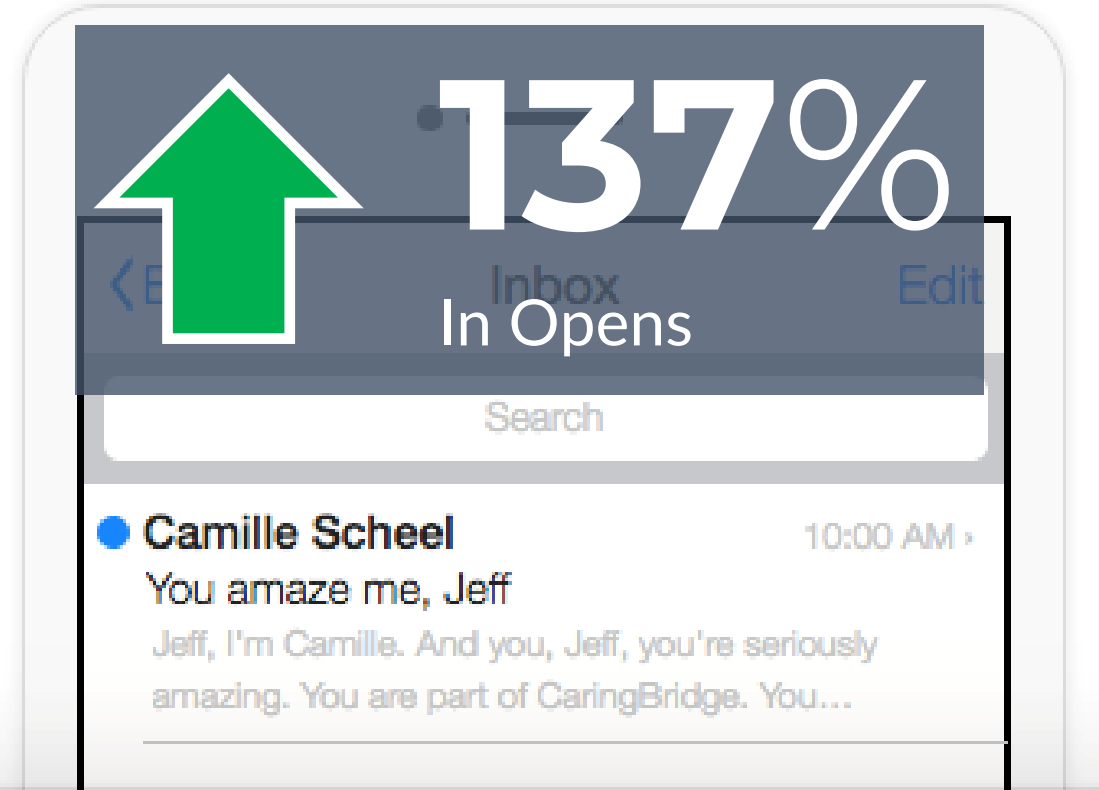 137%
In Opens
Inbox
Edit
Search
Camille Scheel
10:00 AM ›
You amaze me, Jeff
Jeff, I'm Camille. And you, Jeff, you're seriously
amazing. You are part of CaringBridge. You...